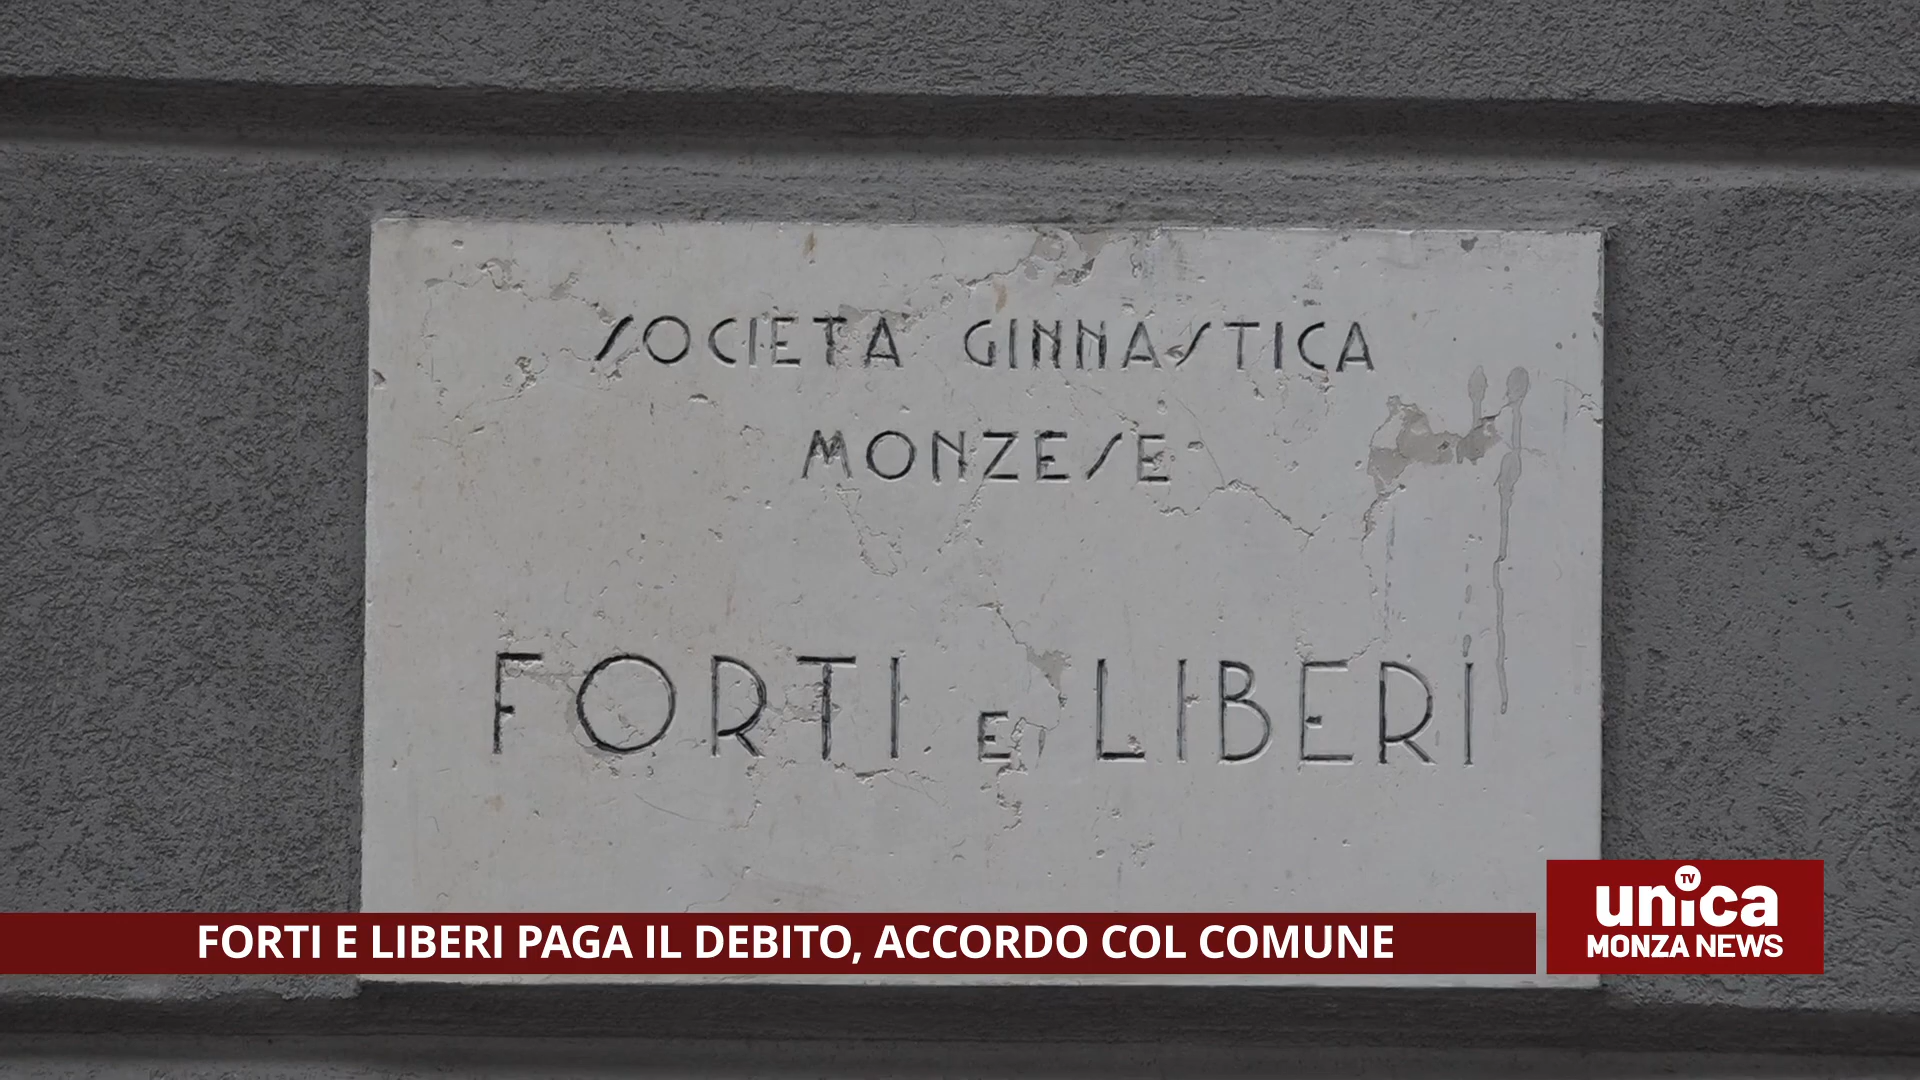 SOCIETA GINNASTICA
MONZESE
FORTI E LIBERI
FORTI E LIBERI PAGA IL DEBITO, ACCORDO COL COMUNE
TV
unica
MONZA NEWS